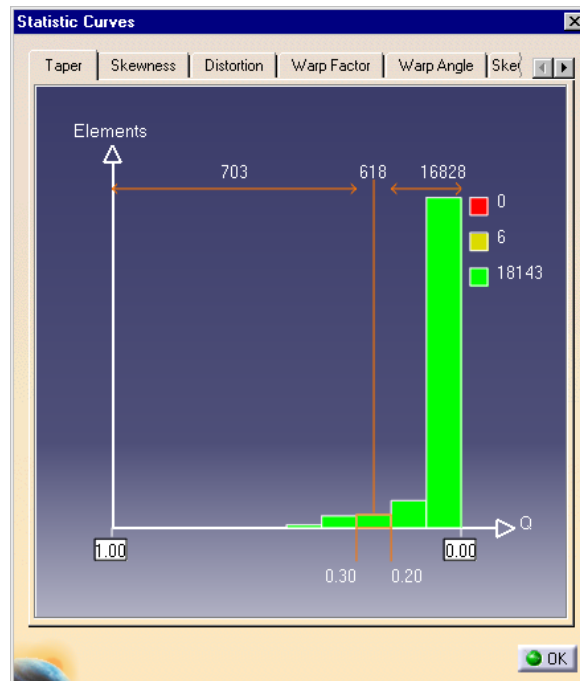 Statistic Curves
Taper Skewness Distortion Warp Factor Warp Angle
Elements
703 618 16828
0
6
18143
Q
1.00 0.00
0.30 0.20
OK